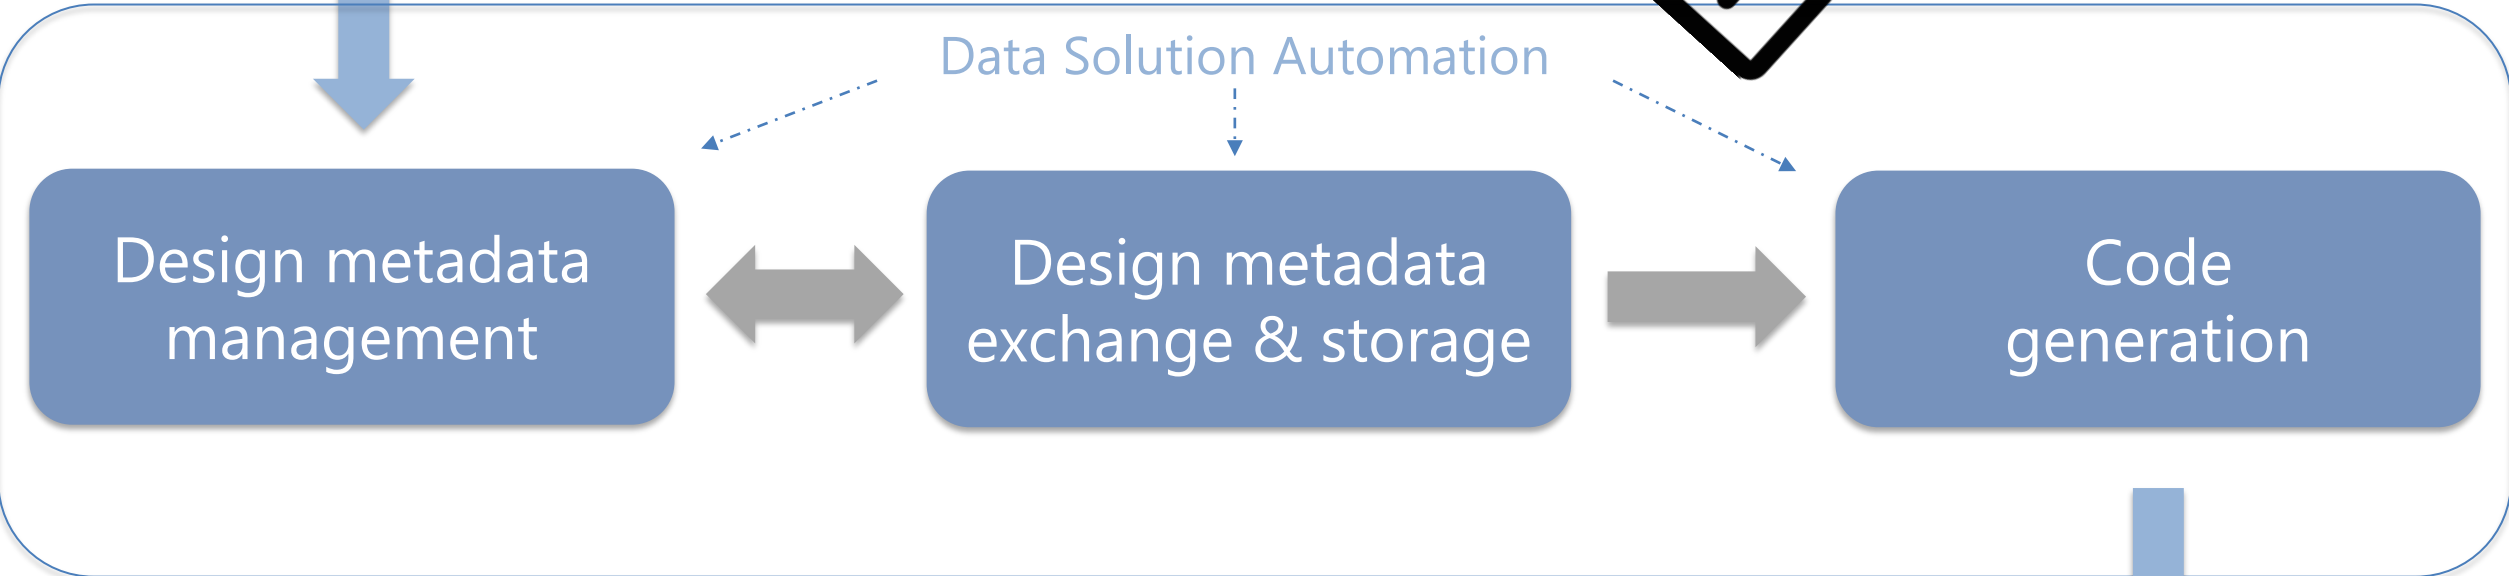 Data Solution Automation
Design metadata
management
Design metadata
exchange & storage
Code
generation